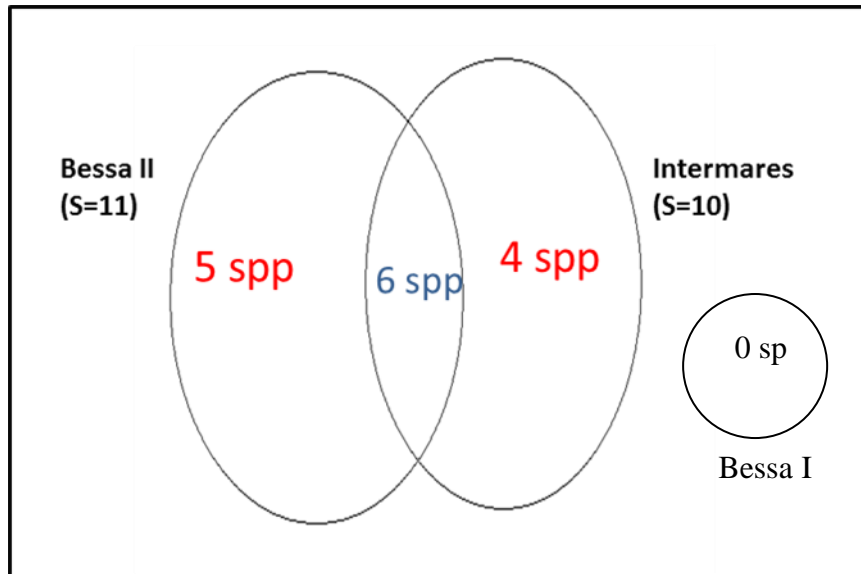 Bessa II
(S=11)
5 spp
6 spp
4 spp
Intermares
(S=10)
0 sp
Bessa I